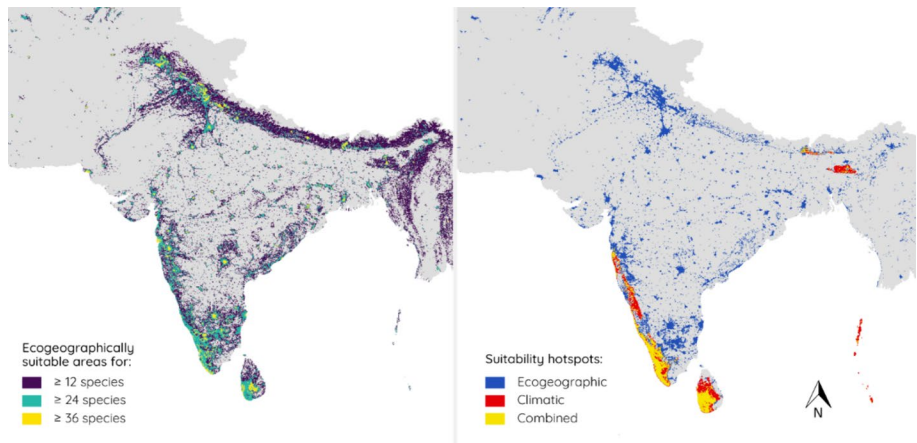 Ecogeographically
suitable areas for:
≥ 12 species
≥ 24 species
≥ 36 species
Suitability hotspots:
Ecogeographic
Climatic
Combined
N